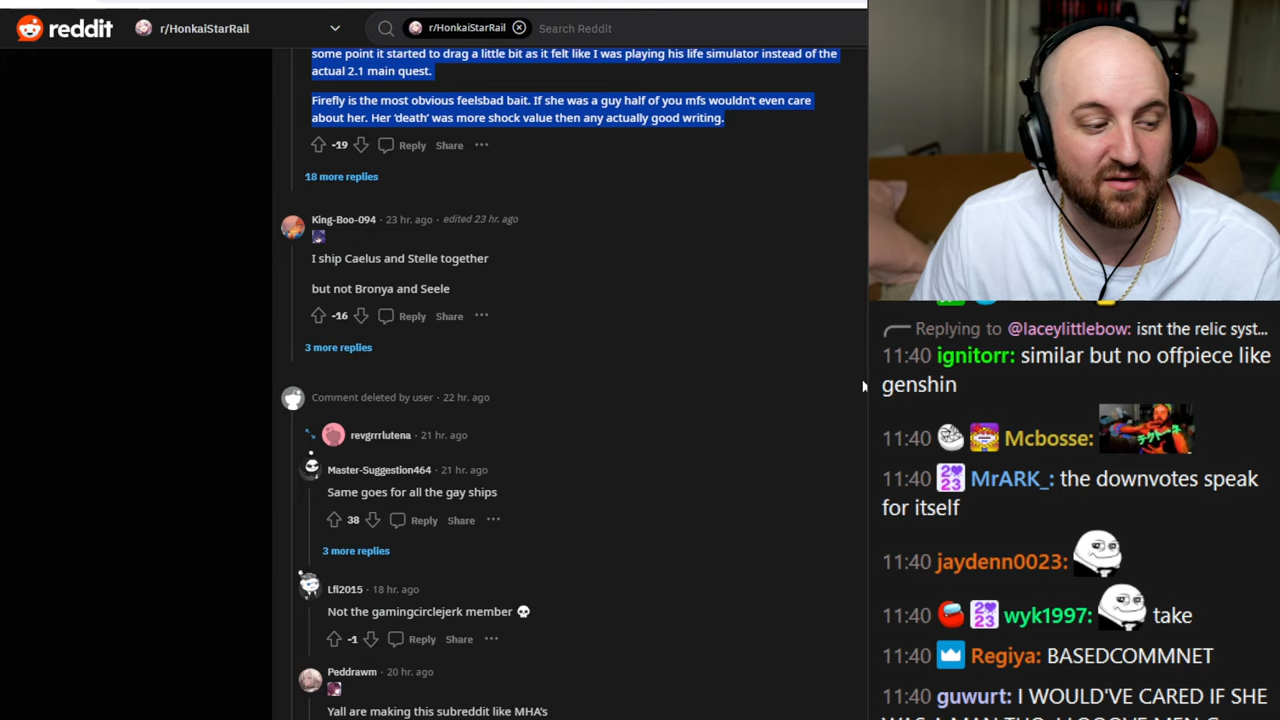 reddit
r/HonkaiStarRail
r/HonkaiStarRail
Search Reddit
some point it started to drag a little bit as it felt like I was playing his life simulator instead of the
actual 2.1 main quest.
Firefly is the most obvious feelsbad bait. If she was a guy half of you mfs wouldn't even care
about her. Her 'death' was more shock value then any actually good writing.
-19 Reply Share ···
18 more replies
King-Boo-094 · 23 hr. ago · edited 23 hr. ago
I ship Caelus and Stelle together
but not Bronya and Seele
-16 Reply Share ···
3 more replies
Comment deleted by user · 22 hr. ago
revgrrrlutena · 21 hr. ago
Master-Suggestion464 · 21 hr. ago
Same goes for all the gay ships
38 Reply Share ···
3 more replies
Lfi2015 · 18 hr. ago
Not the gamingcirclejerk member 💀
-1 Reply Share ···
Peddrawm · 20 hr. ago
Yall are making this subreddit like MHA's
Replying to @laceylittlebow: isnt the relic syst...
11:40 ignitorr: similar but no offpiece like
genshin
11:40 Mcbosse:
11:40 MrARK_: the downvotes speak
for itself
11:40 jaydenn0023:
11:40 wyk1997: take
11:40 Regiya: BASEDCOMMNET
11:40 guwurt: I WOULD'VE CARED IF SHE